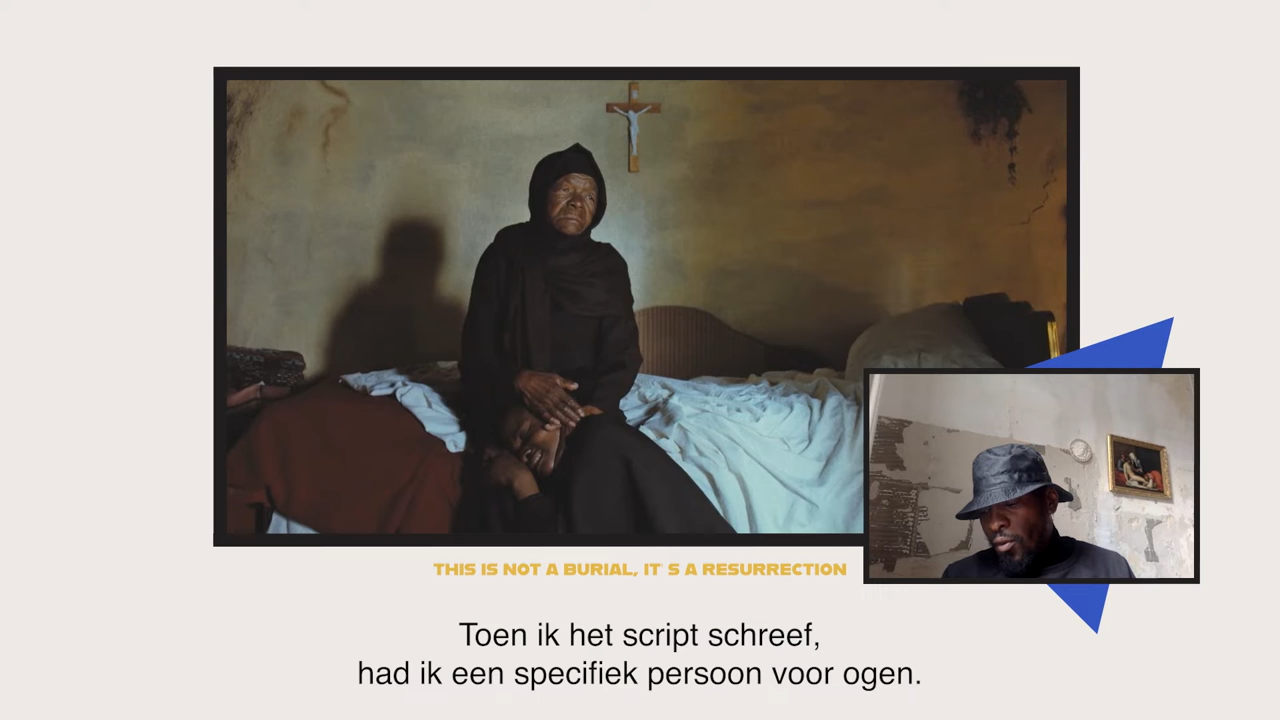 THIS IS NOT A BURIAL, IT' S A RESURRECTION
Toen ik het script schreef,
had ik een specifiek persoon voor ogen.